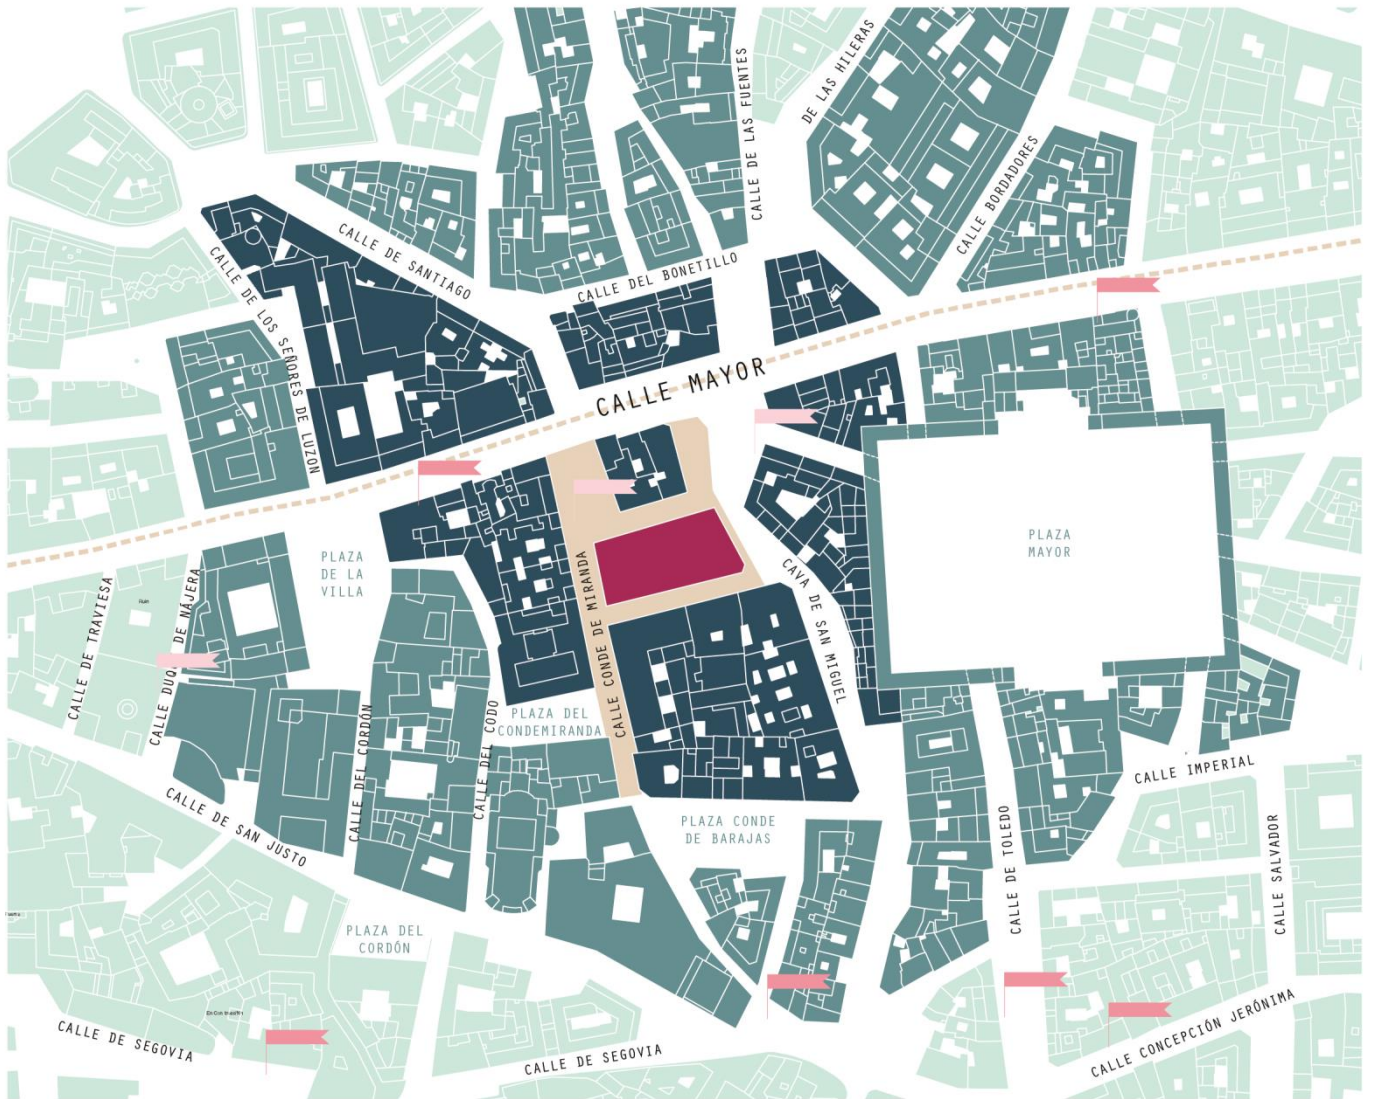 CALLE DE LAS FUENTES
DE LAS HILERAS
CALLE BORDADORES
CALLE DE SANTIAGO
CALLE DE LOS SEÑORES DE LUZON
CALLE DEL BONETILLO
CALLE MAYOR
PLAZA
MAYOR
PLAZA
DE LA
VILLA
CALLE DE TRAVIESA
CALLE DUQ
DE NÁJERA
CALLE CONDE DE MIRANDA
CAVA DE SAN MIGUEL
PLAZA DEL
CONDEMIRANDA
CALLE DEL CORDÓN
CALLE DEL CODO
CALLE IMPERIAL
CALLE DE SAN JUSTO
PLAZA CONDE
DE BARAJAS
CALLE DE TOLEDO
CALLE SALVADOR
PLAZA DEL
CORDÓN
CALLE DE SEGOVIA
CALLE DE SEGOVIA
CALLE CONCEPCIÓN JERÓNIMA